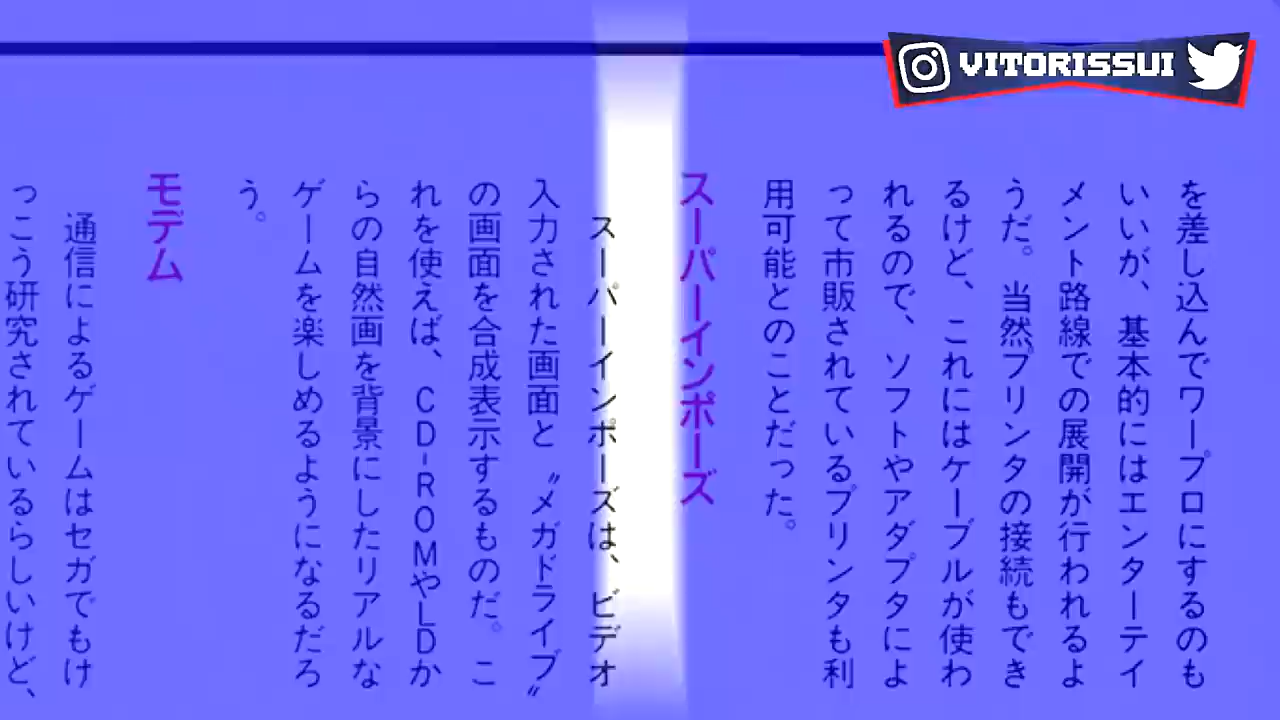 VITORISSUI
を差し込んでワープロにするのも
いいが、基本的にはエンターテイ
メント路線での展開が行われるよ
うだ。当然プリンタの接続もでき
るけど、これにはケーブルが使わ
れるので、ソフトやアダプタによ
って市販されているプリンタも利
用可能とのことだった。
スーパーインポーズ
スーパーインポーズは、ビデオ
入力された画面と〝メガドライブ〟
の画面を合成表示するものだ。こ
れを使えば、CD-ROMやLDか
らの自然画を背景にしたリアルな
ゲームを楽しめるようになるだろ
う。
モデム
通信によるゲームはセガでもけ
っこう研究されているらしいけど、